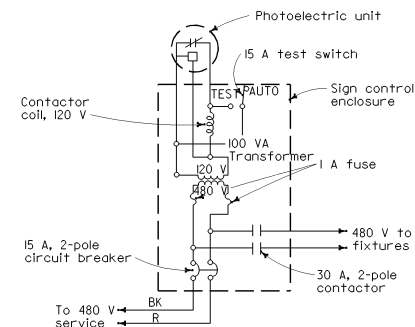 Photoelectric unit
15 A test switch
TEST
AUTO
Sign control
enclosure
Contactor
coil, 120 V
100 VA
Transformer
120 V
1 A fuse
480 V
480 V to
fixtures
15 A, 2-pole
circuit breaker
30 A, 2-pole
contactor
BK
To 480 V
R
service